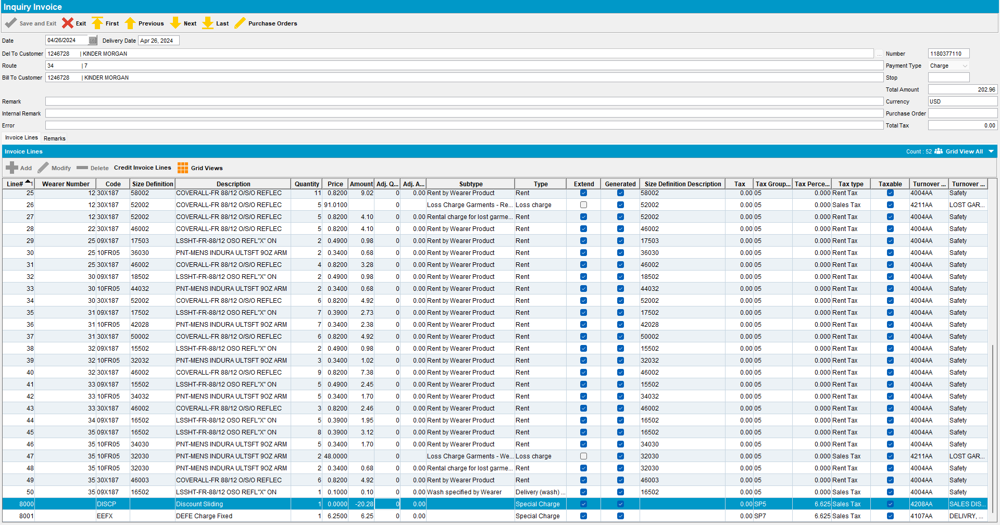 Inquiry Invoice
Save and Exit Exit First Previous Next Last Purchase Orders
Date 04/26/2024 16 Delivery Date Apr 26, 2024
Del To Customer 1246728 | KINDER MORGAN ... Number 1180377110
Route 34 | 7 Payment Type Charge
Bill To Customer 1246728 | KINDER MORGAN Stop
Total Amount 202.96
Remark Currency USD
Internal Remark Purchase Order
Error Total Tax 0.00
Invoice Lines Remarks
Invoice Lines Count : 52 Grid View All
Add Modify Delete Credit Invoice Lines Grid Views
Line# 1 Wearer Number Code Size Definition Description Quantity Price Amount Adj. Q... Adj. A... Subtype Type Extend Generated Size Definition Description Tax Tax Group... Tax Perce... Tax type Taxable Turnover ... Turnover ...
25 12 30X187 58002 COVERALL-FR 88/12 O/S/O REFLEC 11 0.8200 9.02 0 0.00 Rent by Wearer Product Rent 58002 0.00 05 0.000 Rent Tax 4004AA Safety
26 12 30X187 52002 COVERALL-FR 88/12 O/S/O REFLEC 5 91.0100 0 Loss Charge Garments - Re... Loss charge 52002 0.00 05 0.000 Sales Tax 4211AA LOST GAR...
27 12 30X187 52002 COVERALL-FR 88/12 O/S/O REFLEC 5 0.8200 4.10 0 0.00 Rental charge for lost garme... Rent 52002 0.00 05 0.000 Rent Tax 4004AA Safety
28 22 30X187 46002 COVERALL-FR 88/12 O/S/O REFLEC 5 0.8200 4.10 0 0.00 Rent by Wearer Product Rent 46002 0.00 05 0.000 Rent Tax 4004AA Safety
29 25 09X187 17503 LSSHT-FR-88/12 OSO REFL"X" ON 2 0.4900 0.98 0 0.00 Rent by Wearer Product Rent 17503 0.00 05 0.000 Rent Tax 4004AA Safety
30 25 10FR05 36030 PNT-MENS INDURA ULTSFT 9OZ ARM 2 0.3400 0.68 0 0.00 Rent by Wearer Product Rent 36030 0.00 05 0.000 Rent Tax 4004AA Safety
31 25 30X187 46002 COVERALL-FR 88/12 O/S/O REFLEC 4 0.8200 3.28 0 0.00 Rent by Wearer Product Rent 46002 0.00 05 0.000 Rent Tax 4004AA Safety
32 30 09X187 18502 LSSHT-FR-88/12 OSO REFL"X" ON 2 0.4900 0.98 0 0.00 Rent by Wearer Product Rent 18502 0.00 05 0.000 Rent Tax 4004AA Safety
33 30 10FR05 44032 PNT-MENS INDURA ULTSFT 9OZ ARM 2 0.3400 0.68 0 0.00 Rent by Wearer Product Rent 44032 0.00 05 0.000 Rent Tax 4004AA Safety
34 30 30X187 52002 COVERALL-FR 88/12 O/S/O REFLEC 6 0.8200 4.92 0 0.00 Rent by Wearer Product Rent 52002 0.00 05 0.000 Rent Tax 4004AA Safety
35 31 09X187 17502 LSSHT-FR-88/12 OSO REFL"X" ON 7 0.3900 2.73 0 0.00 Rent by Wearer Product Rent 17502 0.00 05 0.000 Rent Tax 4004AA Safety
36 31 10FR05 42028 PNT-MENS INDURA ULTSFT 9OZ ARM 7 0.3400 2.38 0 0.00 Rent by Wearer Product Rent 42028 0.00 05 0.000 Rent Tax 4004AA Safety
37 31 30X187 50002 COVERALL-FR 88/12 O/S/O REFLEC 6 0.8200 4.92 0 0.00 Rent by Wearer Product Rent 50002 0.00 05 0.000 Rent Tax 4004AA Safety
38 32 09X187 15502 LSSHT-FR-88/12 OSO REFL"X" ON 2 0.4900 0.98 0 0.00 Rent by Wearer Product Rent 15502 0.00 05 0.000 Rent Tax 4004AA Safety
39 32 10FR05 32032 PNT-MENS INDURA ULTSFT 9OZ ARM 3 0.3400 1.02 0 0.00 Rent by Wearer Product Rent 32032 0.00 05 0.000 Rent Tax 4004AA Safety
40 32 30X187 46002 COVERALL-FR 88/12 O/S/O REFLEC 9 0.8200 7.38 0 0.00 Rent by Wearer Product Rent 46002 0.00 05 0.000 Rent Tax 4004AA Safety
41 33 09X187 15502 LSSHT-FR-88/12 OSO REFL"X" ON 5 0.4900 2.45 0 0.00 Rent by Wearer Product Rent 15502 0.00 05 0.000 Rent Tax 4004AA Safety
42 33 10FR05 34032 PNT-MENS INDURA ULTSFT 9OZ ARM 5 0.3400 1.70 0 0.00 Rent by Wearer Product Rent 34032 0.00 05 0.000 Rent Tax 4004AA Safety
43 33 30X187 46002 COVERALL-FR 88/12 O/S/O REFLEC 3 0.8200 2.46 0 0.00 Rent by Wearer Product Rent 46002 0.00 05 0.000 Rent Tax 4004AA Safety
44 34 09X187 16502 LSSHT-FR-88/12 OSO REFL"X" ON 5 0.3900 1.95 0 0.00 Rent by Wearer Product Rent 16502 0.00 05 0.000 Rent Tax 4004AA Safety
45 35 09X187 16502 LSSHT-FR-88/12 OSO REFL"X" ON 8 0.3900 3.12 0 0.00 Rent by Wearer Product Rent 16502 0.00 05 0.000 Rent Tax 4004AA Safety
46 35 10FR05 34030 PNT-MENS INDURA ULTSFT 9OZ ARM 5 0.3400 1.70 0 0.00 Rent by Wearer Product Rent 34030 0.00 05 0.000 Rent Tax 4004AA Safety
47 35 10FR05 32030 PNT-MENS INDURA ULTSFT 9OZ ARM 2 48.0000 0 Loss Charge Garments - We... Loss charge 32030 0.00 05 0.000 Sales Tax 4211AA LOST GAR...
48 35 10FR05 32030 PNT-MENS INDURA ULTSFT 9OZ ARM 2 0.3400 0.68 0 0.00 Rental charge for lost garme... Rent 32030 0.00 05 0.000 Rent Tax 4004AA Safety
49 35 30X187 46003 COVERALL-FR 88/12 O/S/O REFLEC 6 0.8200 4.92 0 0.00 Rent by Wearer Product Rent 46003 0.00 05 0.000 Rent Tax 4004AA Safety
50 35 09X187 16502 LSSHT-FR-88/12 OSO REFL"X" ON 1 0.1000 0.10 0 0.00 Wash specified by Wearer Delivery (wash) ... 16502 0.00 05 0.000 Sales Tax 4004AA Safety
8000 DISCP Discount Sliding 1 0.0000 -20.28 0 0.00 Special Charge 0.00 SP5 6.625 Sales Tax 4208AA SALES DIS...
8001 EEFX DEFE Charge Fixed 1 6.2500 6.25 0 0.00 Special Charge 0.00 SP7 6.625 Sales Tax 4107AA DELIVRY, ...